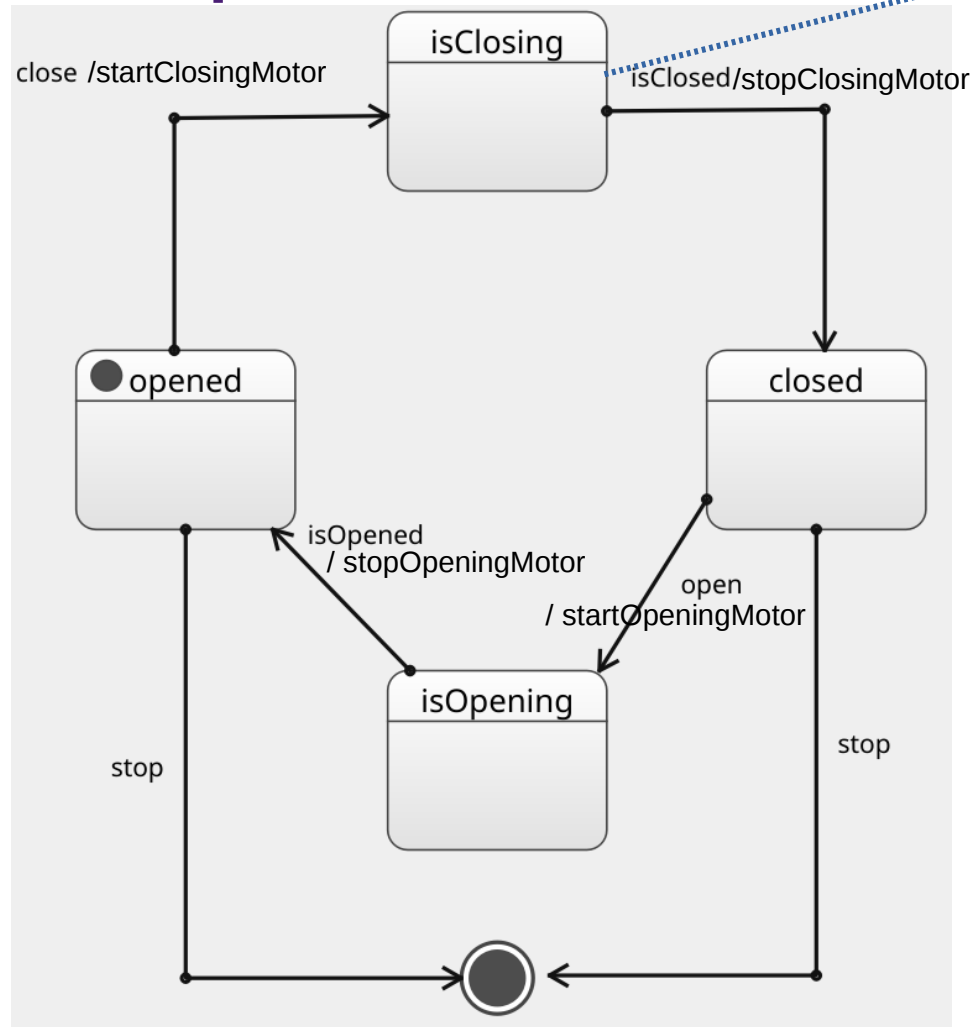 isClosing
close /startClosingMotor
isClosed/stopClosingMotor
opened
closed
isOpened
/ stopOpeningMotor
open
/ startOpeningMotor
isOpening
stop
stop